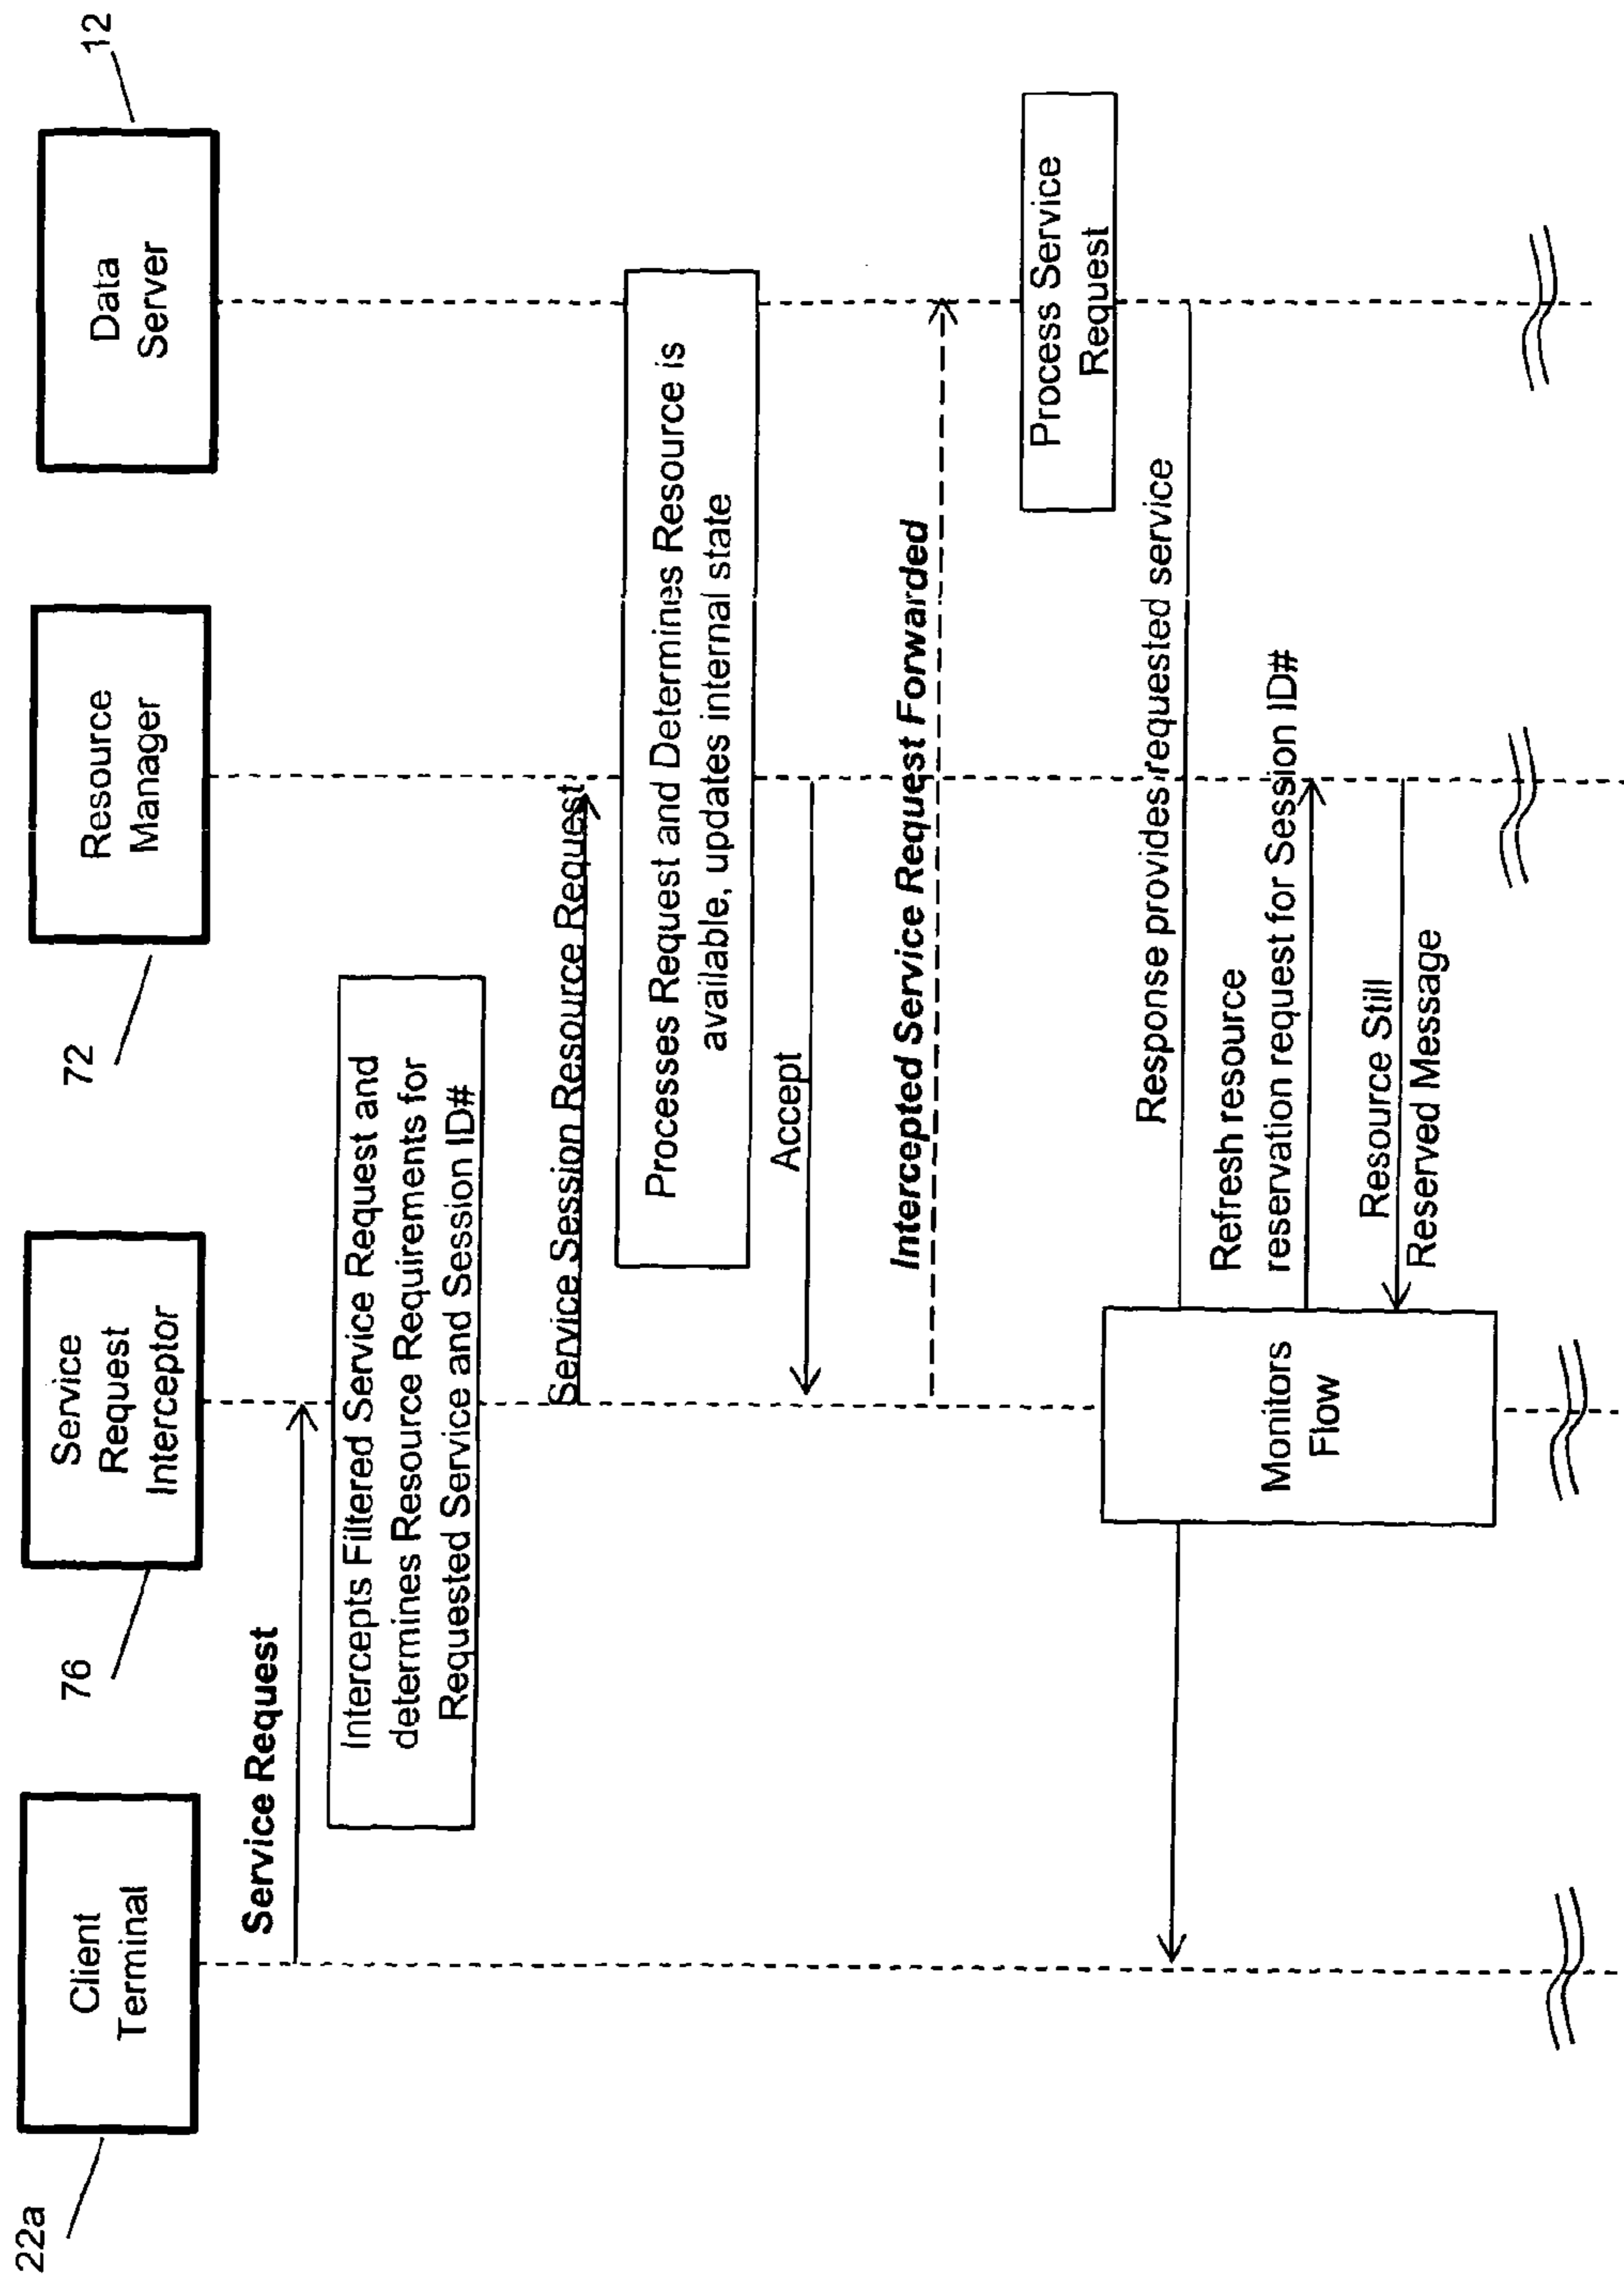 22a
Client
Terminal
76
Service
Request
Interceptor
72
Resource
Manager
12
Data
Server
Service Request
Intercepts Filtered Service Request and
determines Resource Requirements for
Requested Service and Session ID#
Service Session Resource Request
Processes Request and Determines Resource is
available, updates internal state
Accept
Intercepted Service Request Forwarded
Process Service
Request
Response provides requested service
Monitors
Flow
Refresh resource
reservation request for Session ID#
Resource Still
Reserved Message